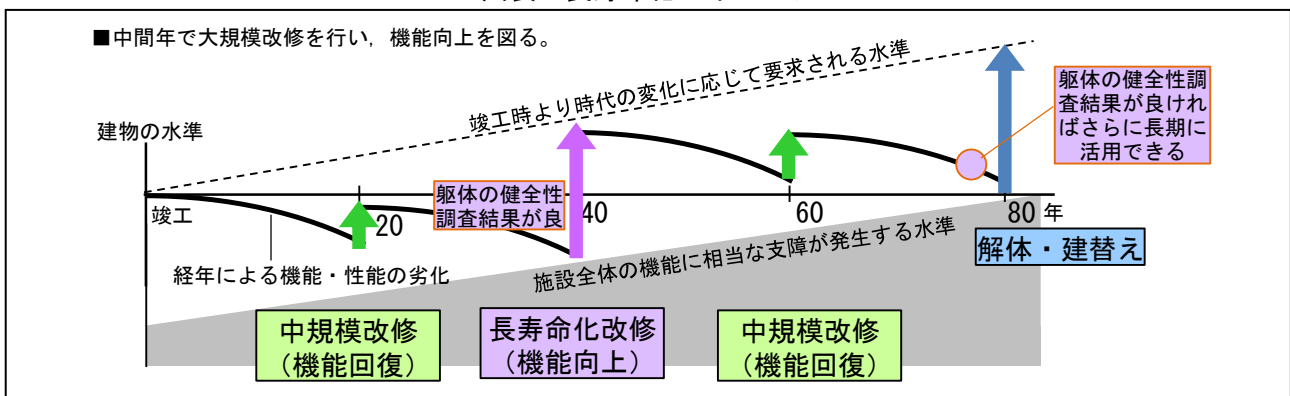 ■中間年で大規模改修を行い，機能向上を図る。
竣工時より時代の変化に応じて要求される水準
躯体の健全性調
査結果が良けれ
ばさらに長期に
活用できる
建物の水準
竣工
20
躯体の健全性
調査結果が良
40
60
80 年
経年による機能・性能の劣化
施設全体の機能に相当な支障が発生する水準
解体・建替え
中規模改修
（機能回復）
長寿命化改修
（機能向上）
中規模改修
（機能回復）